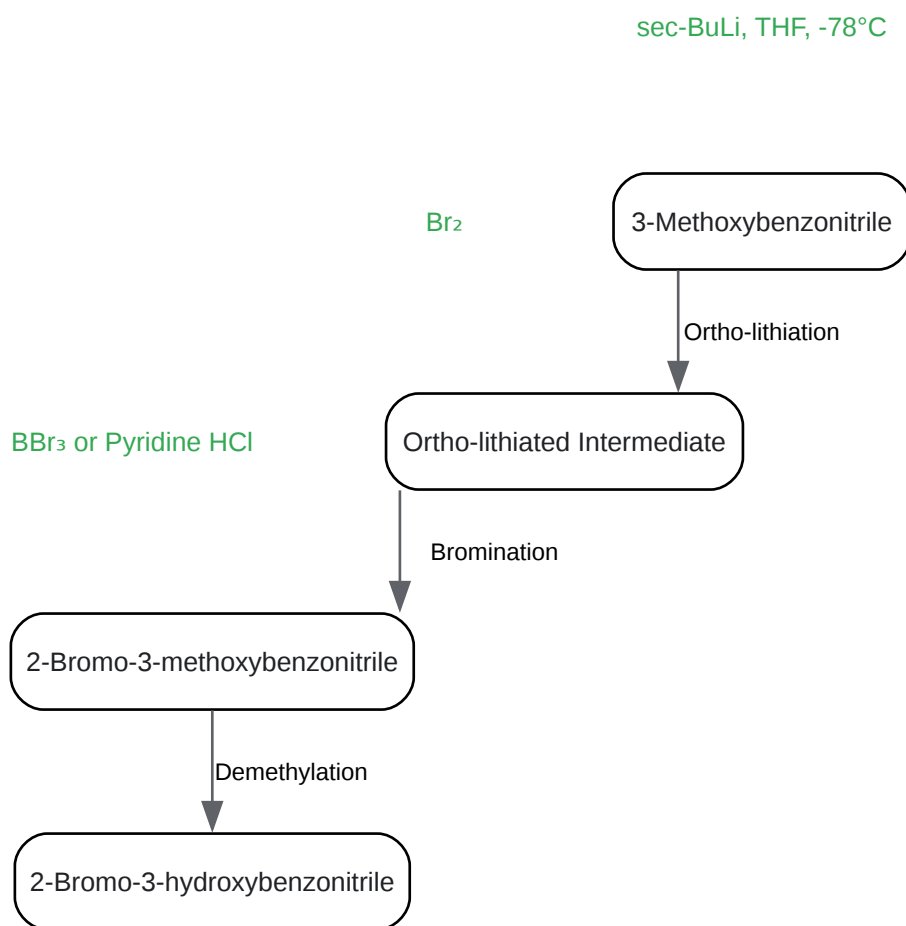 sec-BuLi, THF, -78°C
Br₂
3-Methoxybenzonitrile
Ortho-lithiation
BBr₃ or Pyridine HCl
Ortho-lithiated Intermediate
Bromination
2-Bromo-3-methoxybenzonitrile
Demethylation
2-Bromo-3-hydroxybenzonitrile